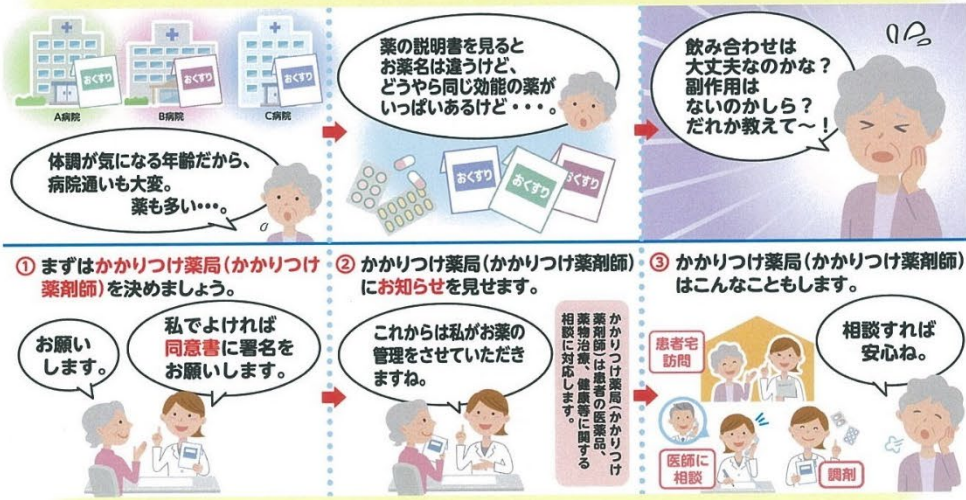 おくすり
おくすり
おくすり
A病院
B病院
C病院
体調が気になる年齢だから、
病院通いも大変。
薬も多い・・・。
薬の説明書を見ると
お薬名は違うけど、
どうやら同じ効能の薬が
いっぱいあるけど・・・。
おくすり
おくすり
おくすり
飲み合わせは
大丈夫なのかな？
副作用は
ないのかしら？
だれか教えて〜！
① まずはかかりつけ薬局（かかりつけ
薬剤師）を決めましょう。
お願い
します。
私でよければ
同意書に署名を
お願いします。
② かかりつけ薬局（かかりつけ薬剤師）
にお知らせを見せます。
これからは私がお薬の
管理をさせていただき
ますね。
かかりつけ薬局（かかりつけ
薬剤師）は患者の医薬品、
薬物治療、健康等に関する
相談に対応します。
③ かかりつけ薬局（かかりつけ薬剤師）
はこんなこともします。
患者宅
訪問
医師に
相談
調剤
相談すれば
安心ね。